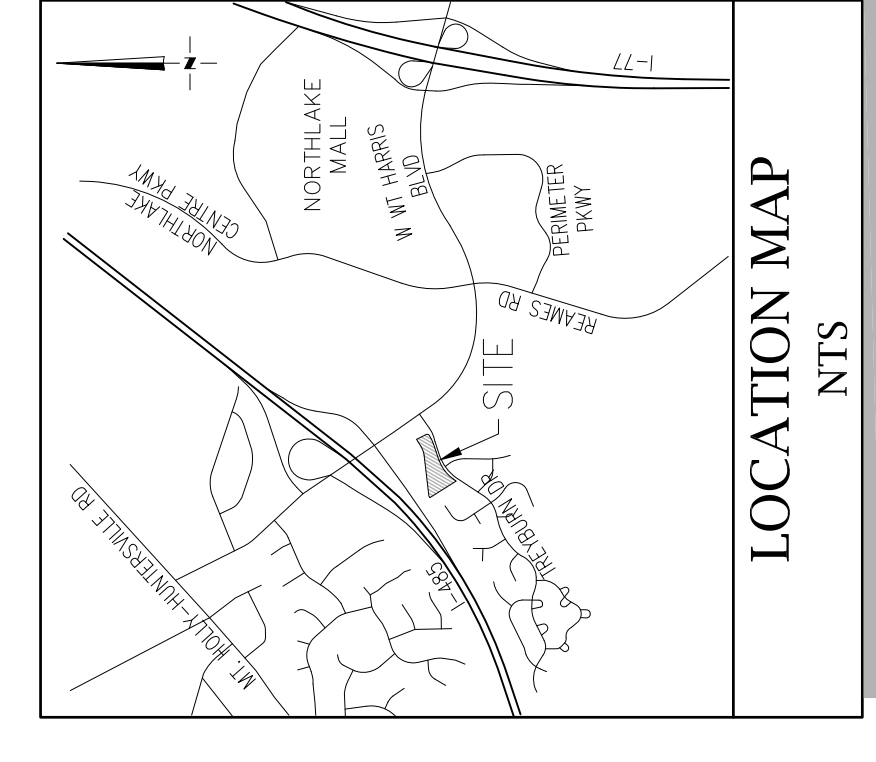 N
I-77
NORTHLAKE
MALL
W WT HARRIS
BLVD
NORTHLAKE
CENTRE PKWY
PERIMETER
PKWY
REAMES RD
SITE
TREYBURN DR
I-485
MT. HOLLY-HUNTERSVILLE RD
LOCATION MAP
NTS